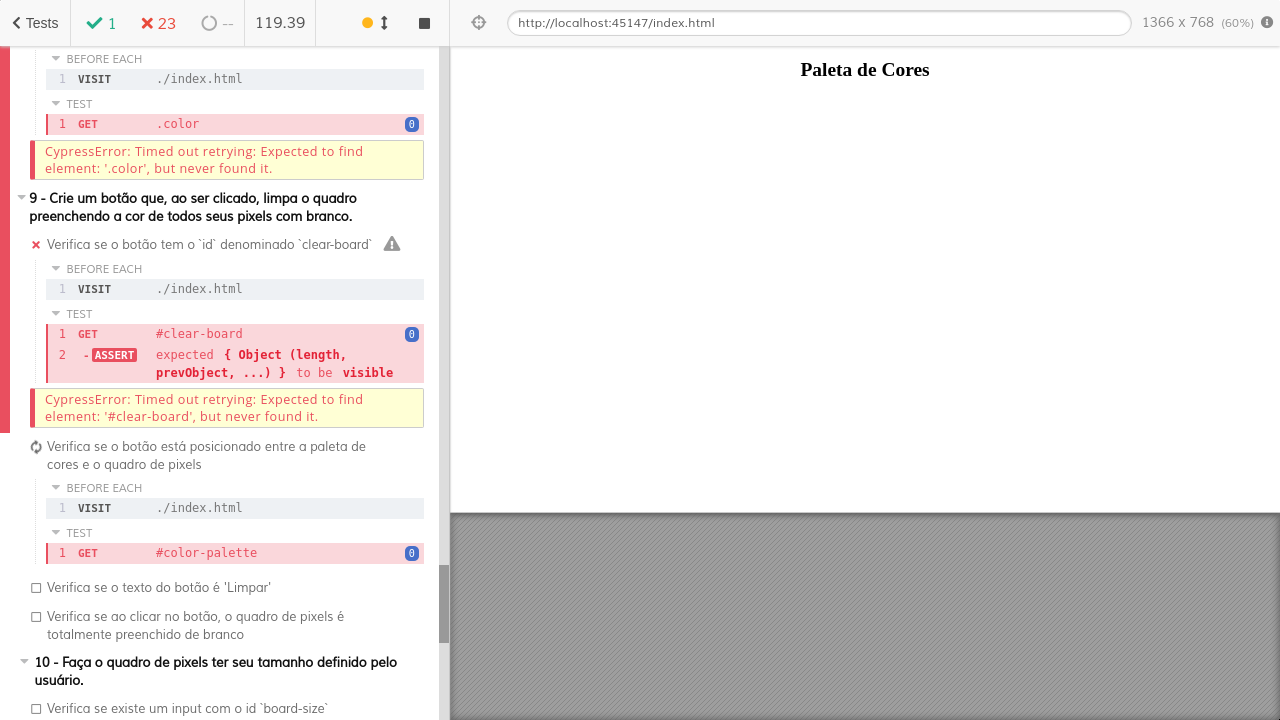 Tests
1
23
--
119.39
http://localhost:45147/index.html
1366 x 768 (60%)
BEFORE EACH
1 VISIT ./index.html
TEST
1 GET .color 0
CypressError: Timed out retrying: Expected to find
element: '.color', but never found it.
9 - Crie um botão que, ao ser clicado, limpa o quadro
preenchendo a cor de todos seus pixels com branco.
Verifica se o botão tem o `id` denominado `clear-board`
BEFORE EACH
1 VISIT ./index.html
TEST
1 GET #clear-board 0
2 - ASSERT expected { Object (length,
prevObject, ...) } to be visible
CypressError: Timed out retrying: Expected to find
element: '#clear-board', but never found it.
Verifica se o botão está posicionado entre a paleta de
cores e o quadro de pixels
BEFORE EACH
1 VISIT ./index.html
TEST
1 GET #color-palette 0
Verifica se o texto do botão é 'Limpar'
Verifica se ao clicar no botão, o quadro de pixels é
totalmente preenchido de branco
10 - Faça o quadro de pixels ter seu tamanho definido pelo
usuário.
Verifica se existe um input com o id `board-size`
Paleta de Cores